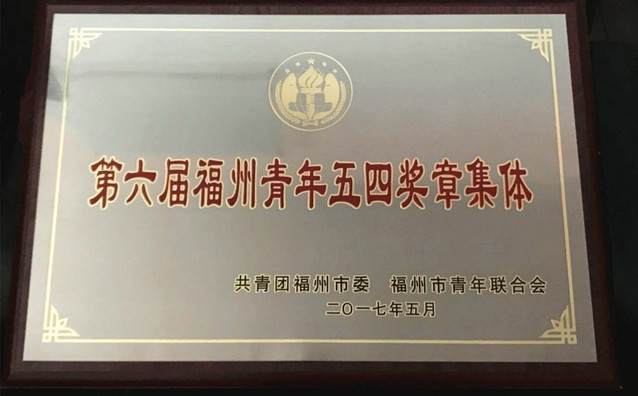 第六届福州青年五四奖章集体
共青团福州市委 福州市青年联合会
二〇一七年五月